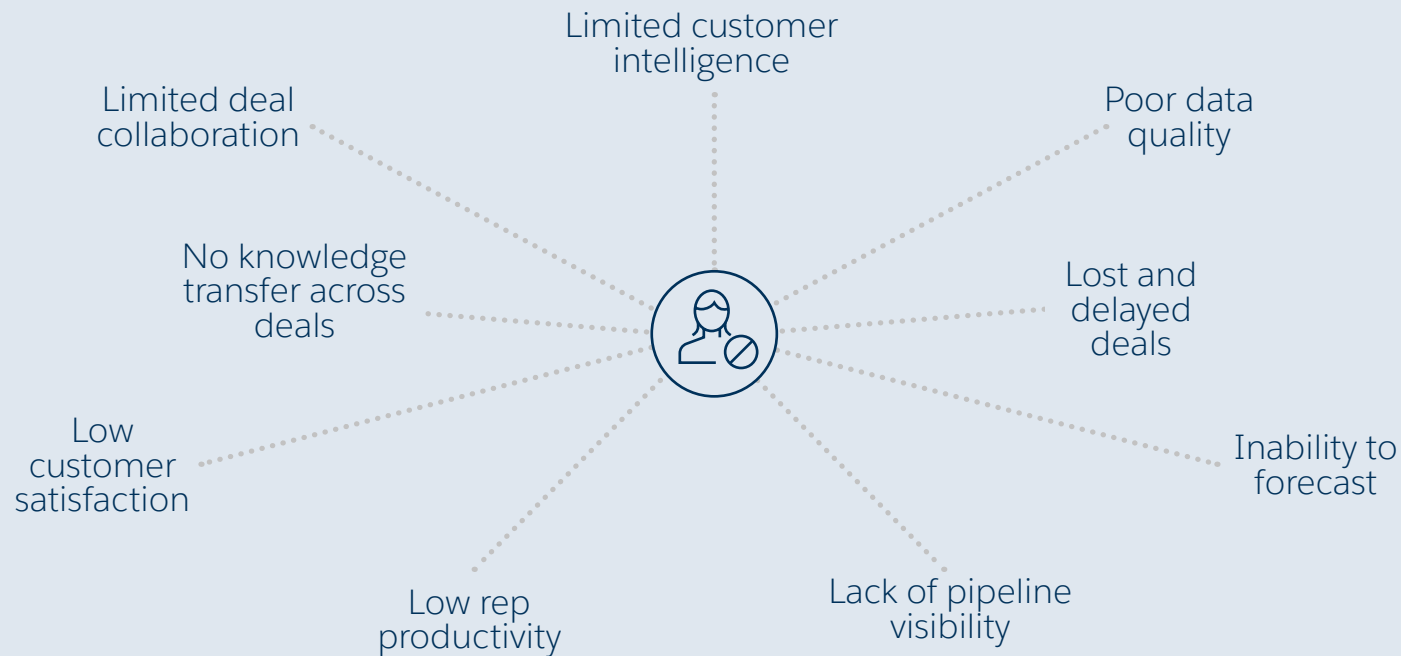 Limited customer
intelligence
Limited deal
collaboration
Poor data
quality
No knowledge
transfer across
deals
Lost and
delayed
deals
Low
customer
satisfaction
Inability to
forecast
Low rep
productivity
Lack of pipeline
visibility